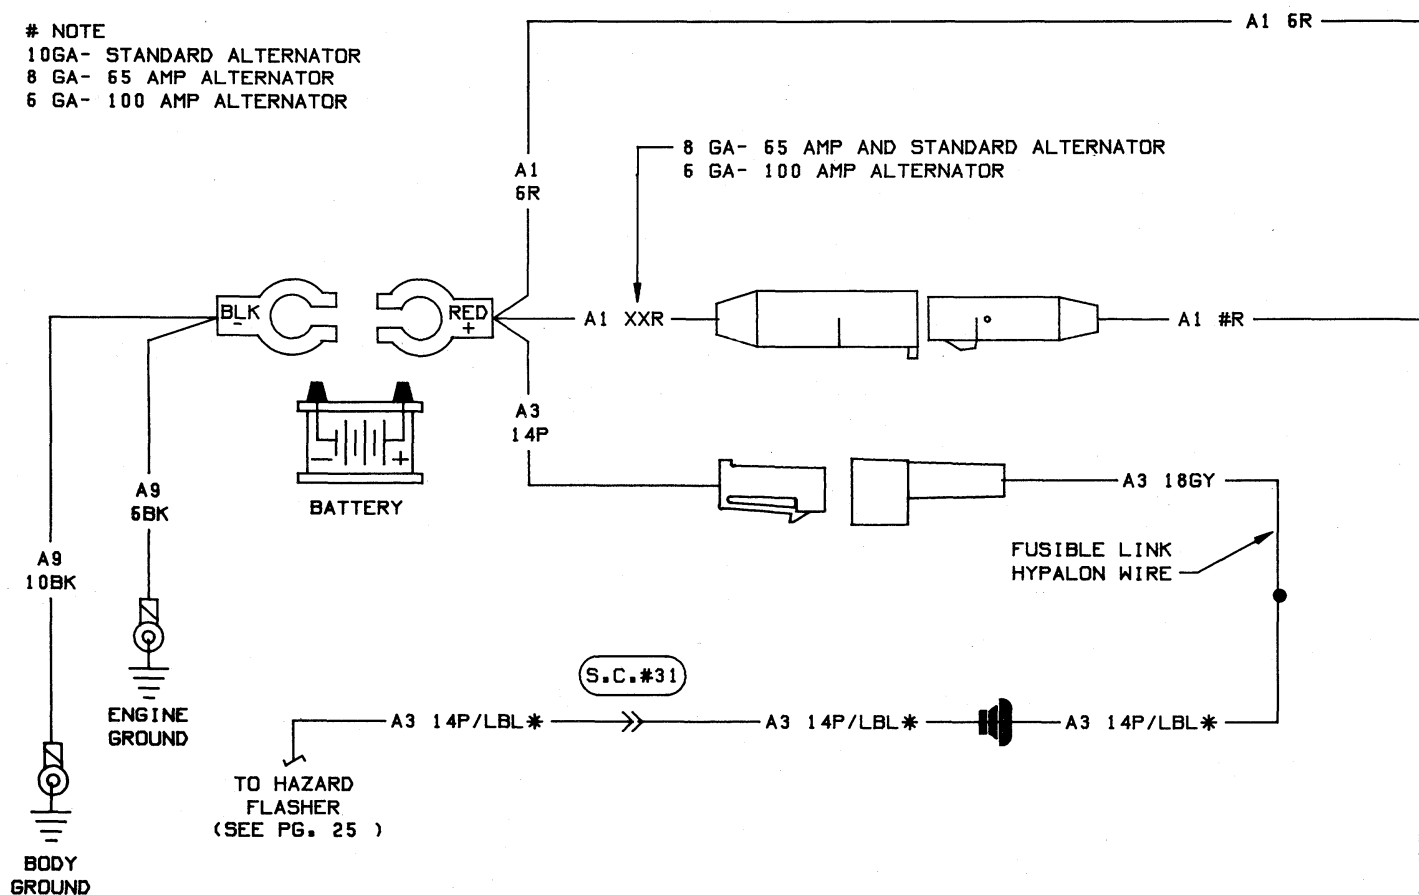 # NOTE
10GA- STANDARD ALTERNATOR
8 GA- 65 AMP ALTERNATOR
6 GA- 100 AMP ALTERNATOR
A1 6R
8 GA- 65 AMP AND STANDARD ALTERNATOR
6 GA- 100 AMP ALTERNATOR
A1
6R
BLK
-
RED
+
A1 XXR
A1 #R
A3
14P
- +
BATTERY
A9
6BK
A3 18GY
A9
10BK
FUSIBLE LINK
HYPALON WIRE
S.C.#31
ENGINE
GROUND
A3 14P/LBL*
A3 14P/LBL*
A3 14P/LBL*
TO HAZARD
FLASHER
(SEE PG. 25 )
BODY
GROUND